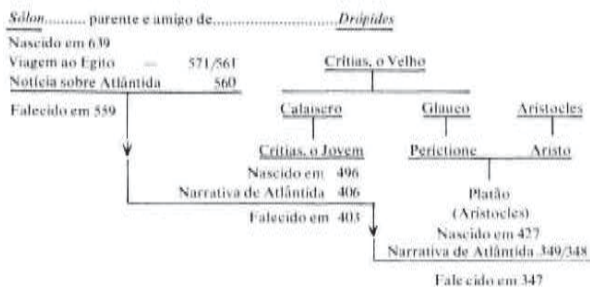 Sólon.......... parente e amigo de....................................Drápides
Nascido em 639
Viagem ao Egito — 571/561
Notícia sobre Atlântida 560
Falecido em 559
Crítias, o Velho
Calaisero Glauco Aristocles
Crítias, o Jovem Perictione Aristo
Nascido em 496
Narrativa de Atlântida 406
Falecido em 403
Platão
(Aristocles)
Nascido em 427
Narrativa de Atlântida 349/348
Falecido em 347